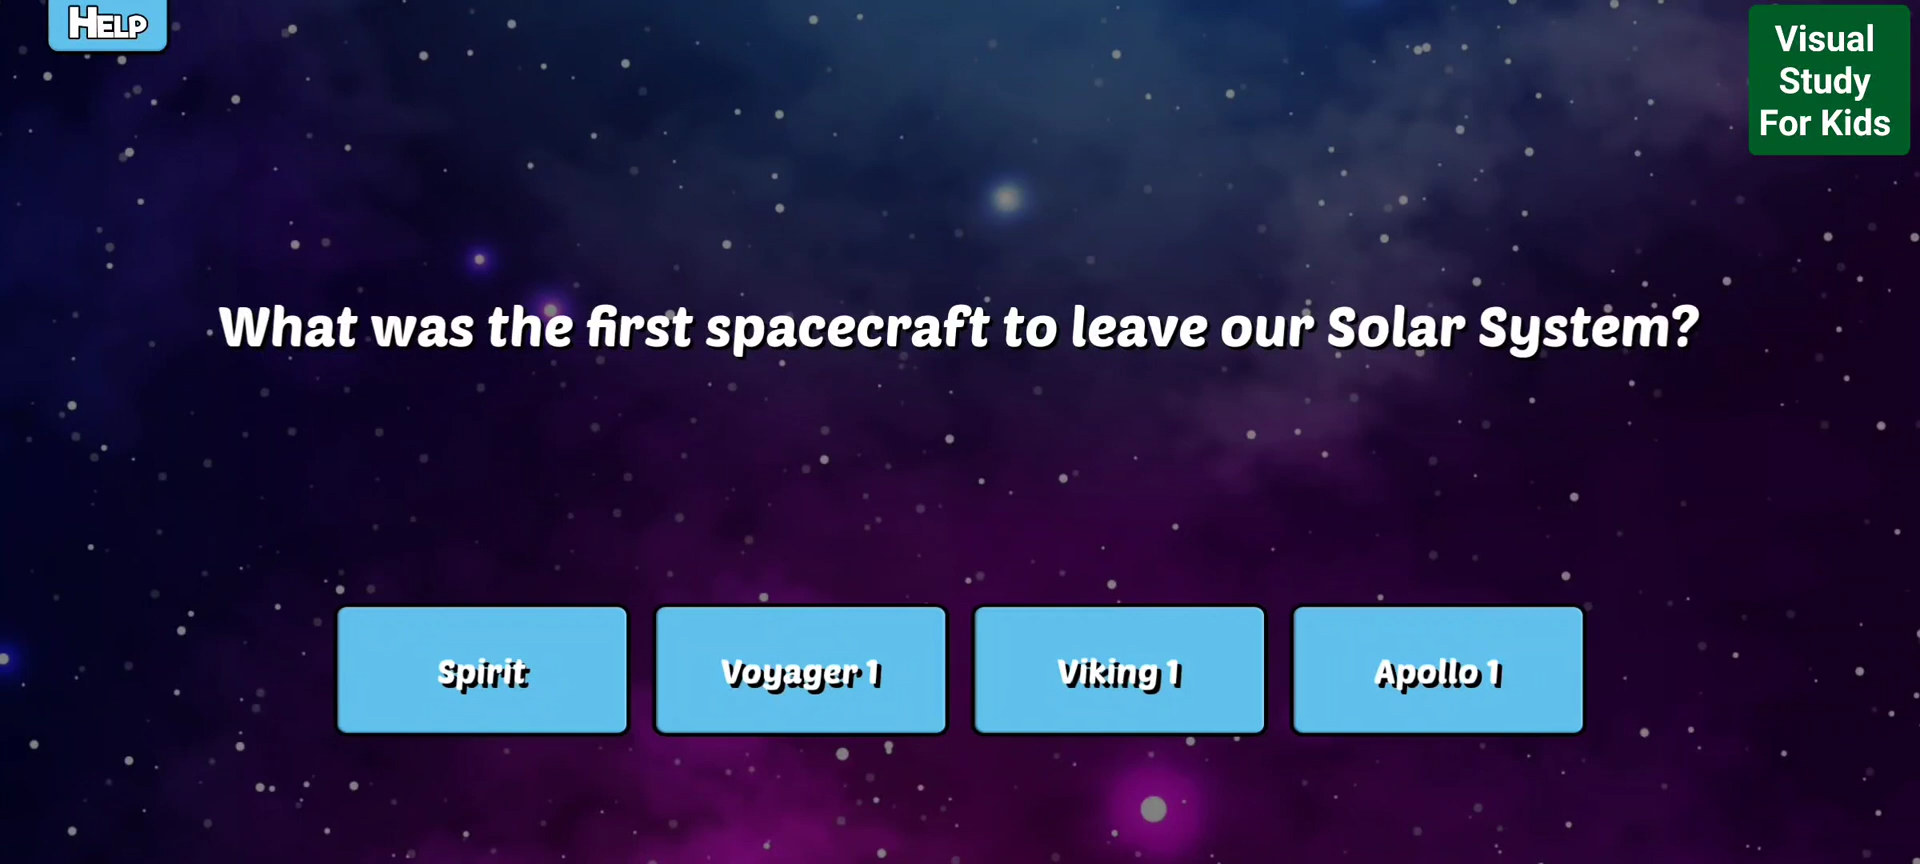 HELP
Visual
Study
For Kids
What was the first spacecraft to leave our Solar System?
Spirit
Voyager 1
Viking 1
Apollo 1